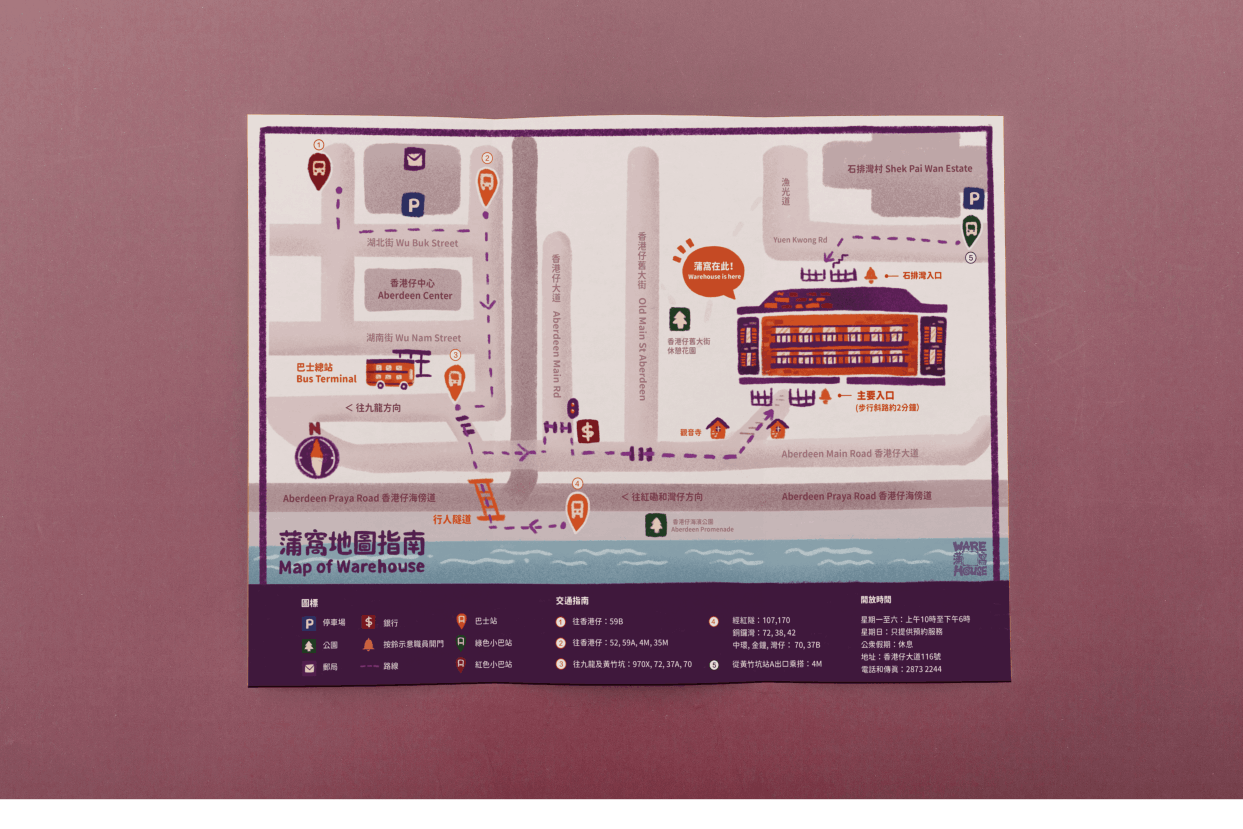 1
2
石排灣村 Shek Pai Wan Estate
P
P
漁光道
湖北街 Wu Buk Street
Yuen Kwong Rd
5
香港仔大道 Aberdeen Main Rd
香港仔舊大街 Old Main St Aberdeen
蒲窩在此!
Warehouse is here
石排灣入口
香港仔中心
Aberdeen Center
湖南街 Wu Nam Street
香港仔舊大街
休憩花園
3
巴士總站
Bus Terminal
< 往九龍方向
主要入口
(步行斜路約2分鐘)
N
$
觀音寺
Aberdeen Main Road 香港仔大道
4
Aberdeen Praya Road 香港仔海傍道
< 往紅磡和灣仔方向
Aberdeen Praya Road 香港仔海傍道
行人隧道
香港仔海濱公園
Aberdeen Promenade
蒲窩地圖指南
Map of Warehouse
WARE
蒲 窩
HOUSE
圖標
P 停車場
公園
郵局
$ 銀行
按鈴示意職員開門
路線
巴士站
綠色小巴站
紅色小巴站
交通指南
1 往香港仔:59B
2 往香港仔:52, 59A, 4M, 35M
3 往九龍及黃竹坑:970X, 72, 37A, 70
4 經紅隧:107,170
銅鑼灣:72, 38, 42
中環, 金鐘, 灣仔: 70, 37B
5 從黃竹坑站A出口乘搭:4M
開放時間
星期一至六:上午10時至下午6時
星期日:只提供預約服務
公衆假期:休息
地址:香港仔大道116號
電話和傳真:2873 2244